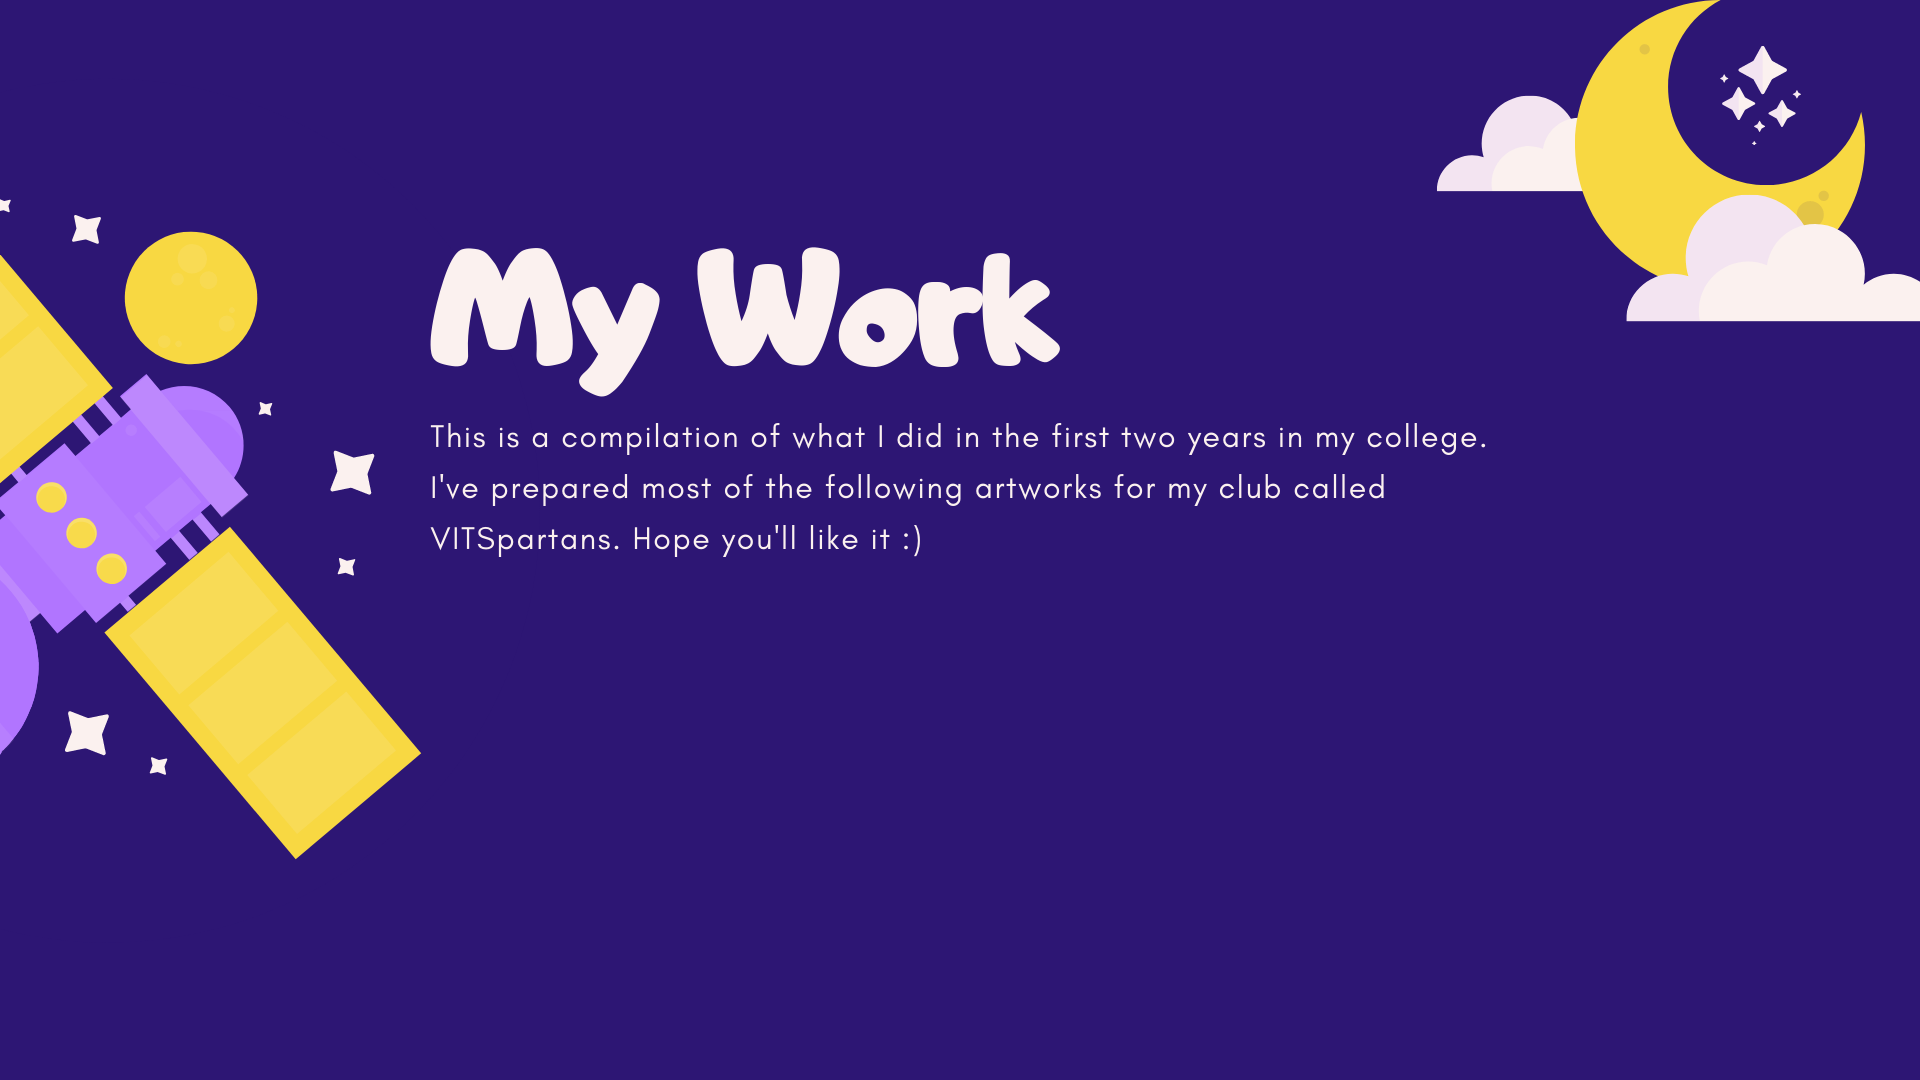 My Work
This is a compilation of what I did in the first two years in my college.
I've prepared most of the following artworks for my club called
VITSpartans. Hope you'll like it :)